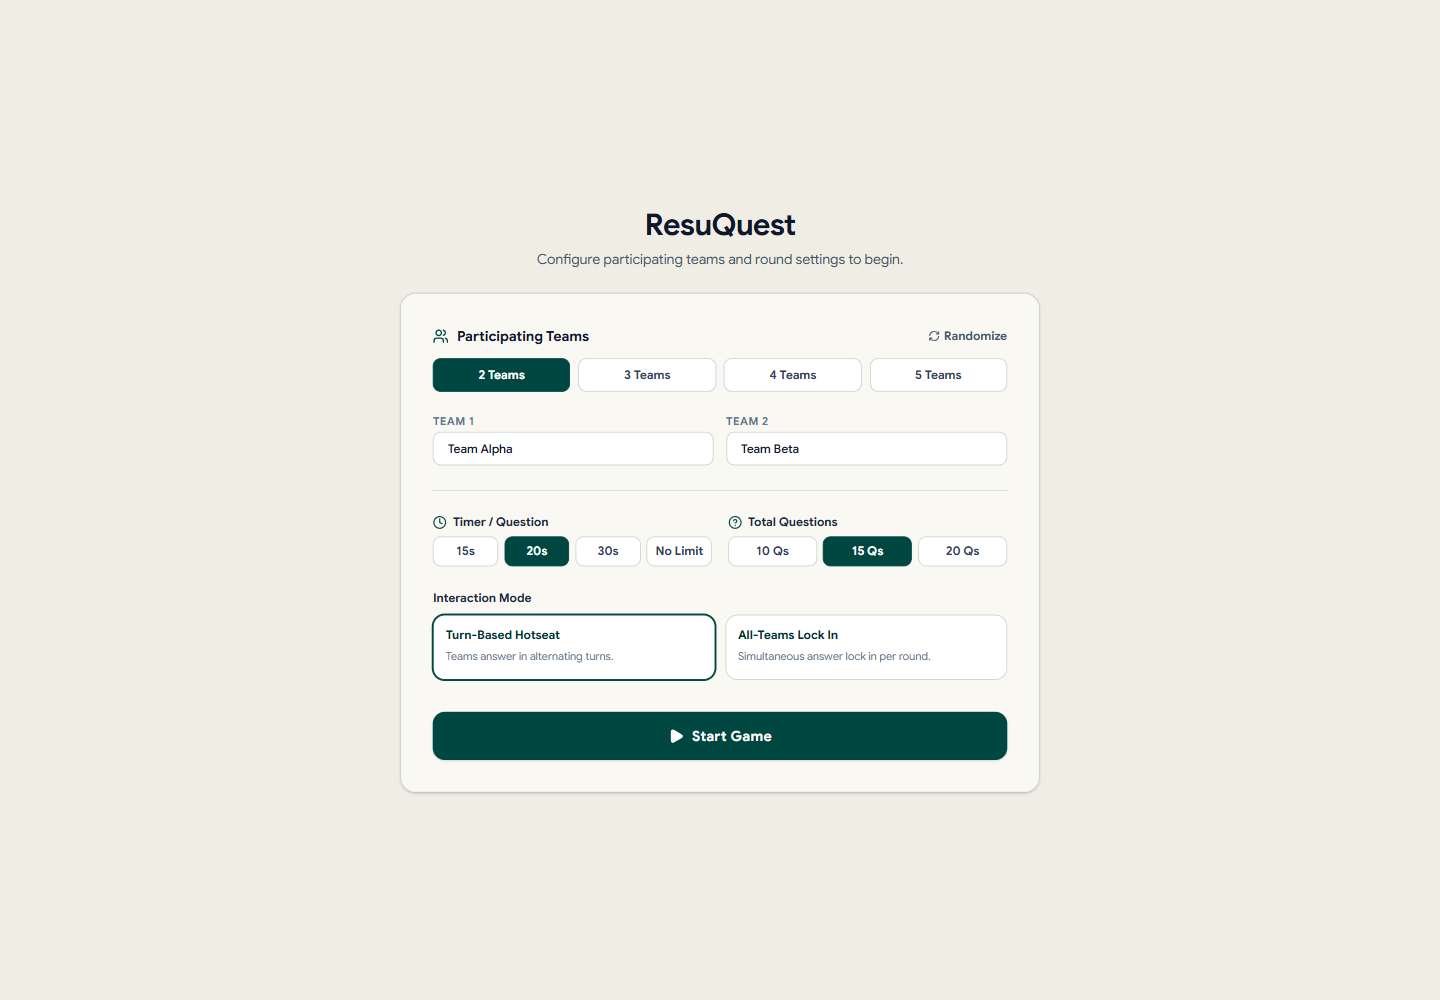 ResuQuest
Configure participating teams and round settings to begin.
Participating Teams
Randomize
2 Teams
3 Teams
4 Teams
5 Teams
TEAM 1
TEAM 2
Team Alpha
Team Beta
Timer / Question
Total Questions
15s
20s
30s
No Limit
10 Qs
15 Qs
20 Qs
Interaction Mode
Turn-Based Hotseat
Teams answer in alternating turns.
All-Teams Lock In
Simultaneous answer lock in per round.
Start Game